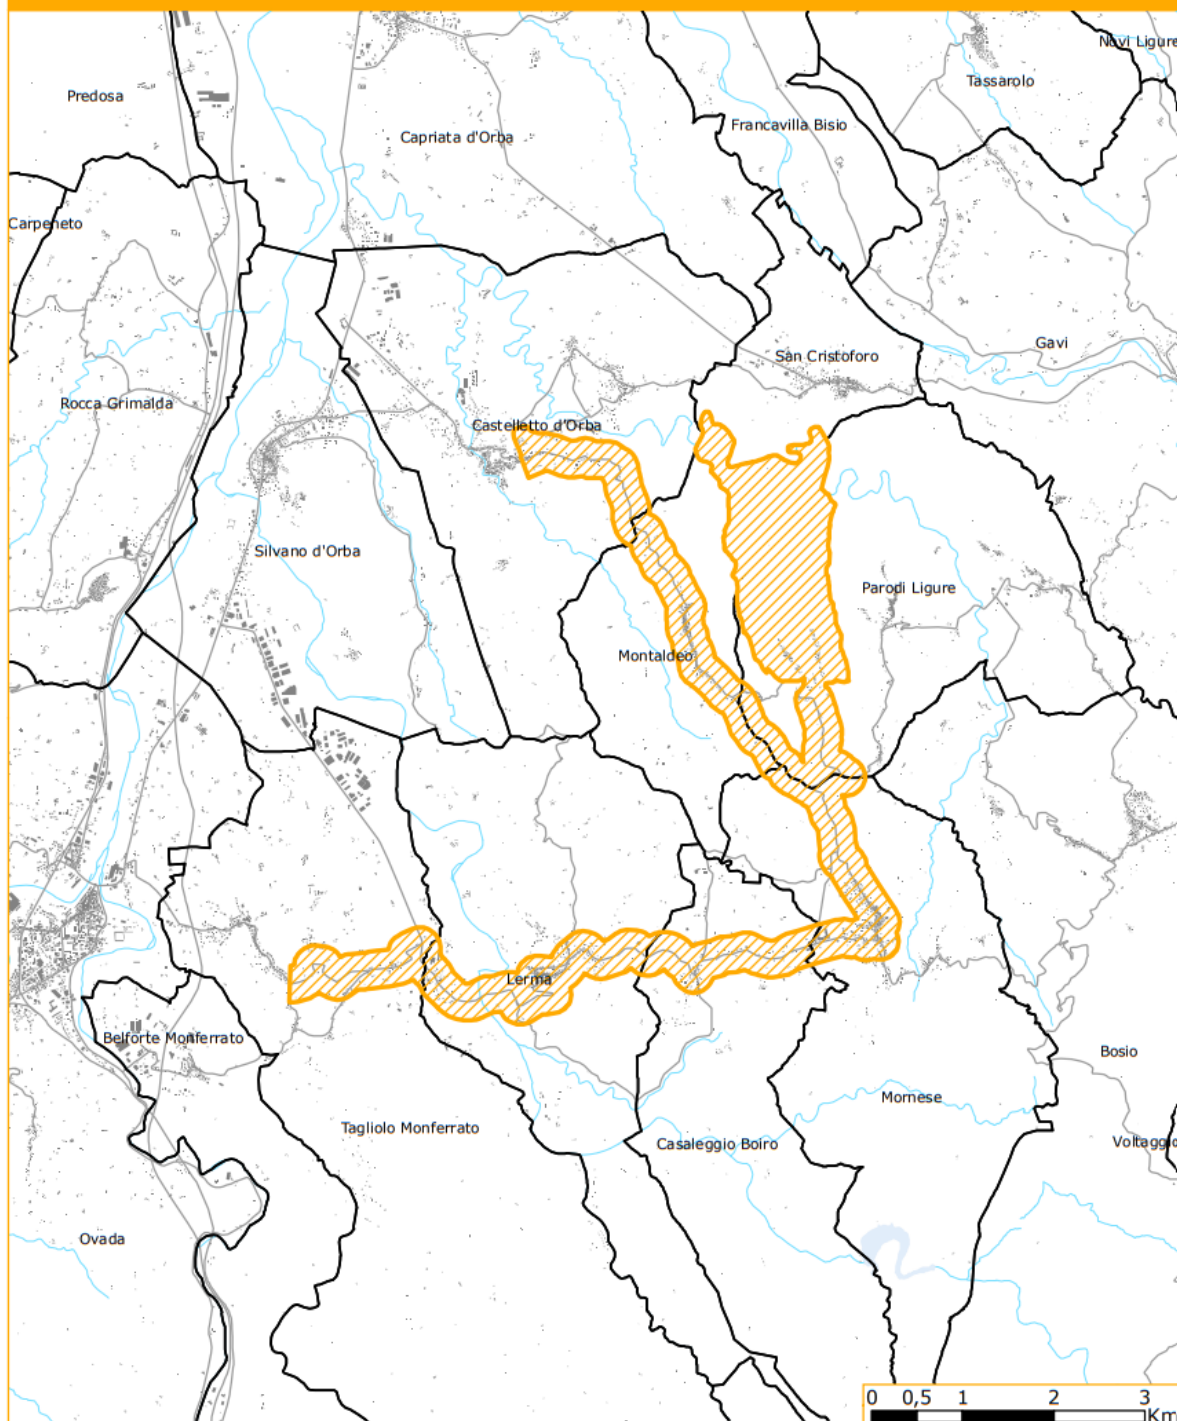 Novi Ligure
Tassarolo
Predosa
Francavilla Bisio
Capriata d'Orba
Carpeneto
Gavi
San Cristoforo
Rocca Grimalda
Castelletto d'Orba
Silvano d'Orba
Parodi Ligure
Montaldeo
Lerma
Belforte Monferrato
Bosio
Mornese
Tagliolo Monferrato
Casaleggio Boiro
Voltaggio
Ovada
0 0,5 1 2 3
Km